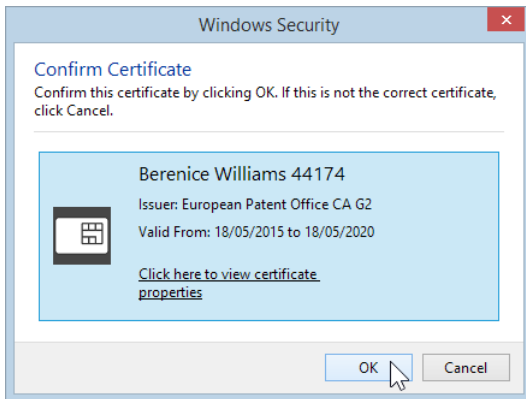 Windows Security
Confirm Certificate
Confirm this certificate by clicking OK. If this is not the correct certificate,
click Cancel.
Berenice Williams 44174
Issuer: European Patent Office CA G2
Valid From: 18/05/2015 to 18/05/2020
Click here to view certificate
properties
OK
Cancel